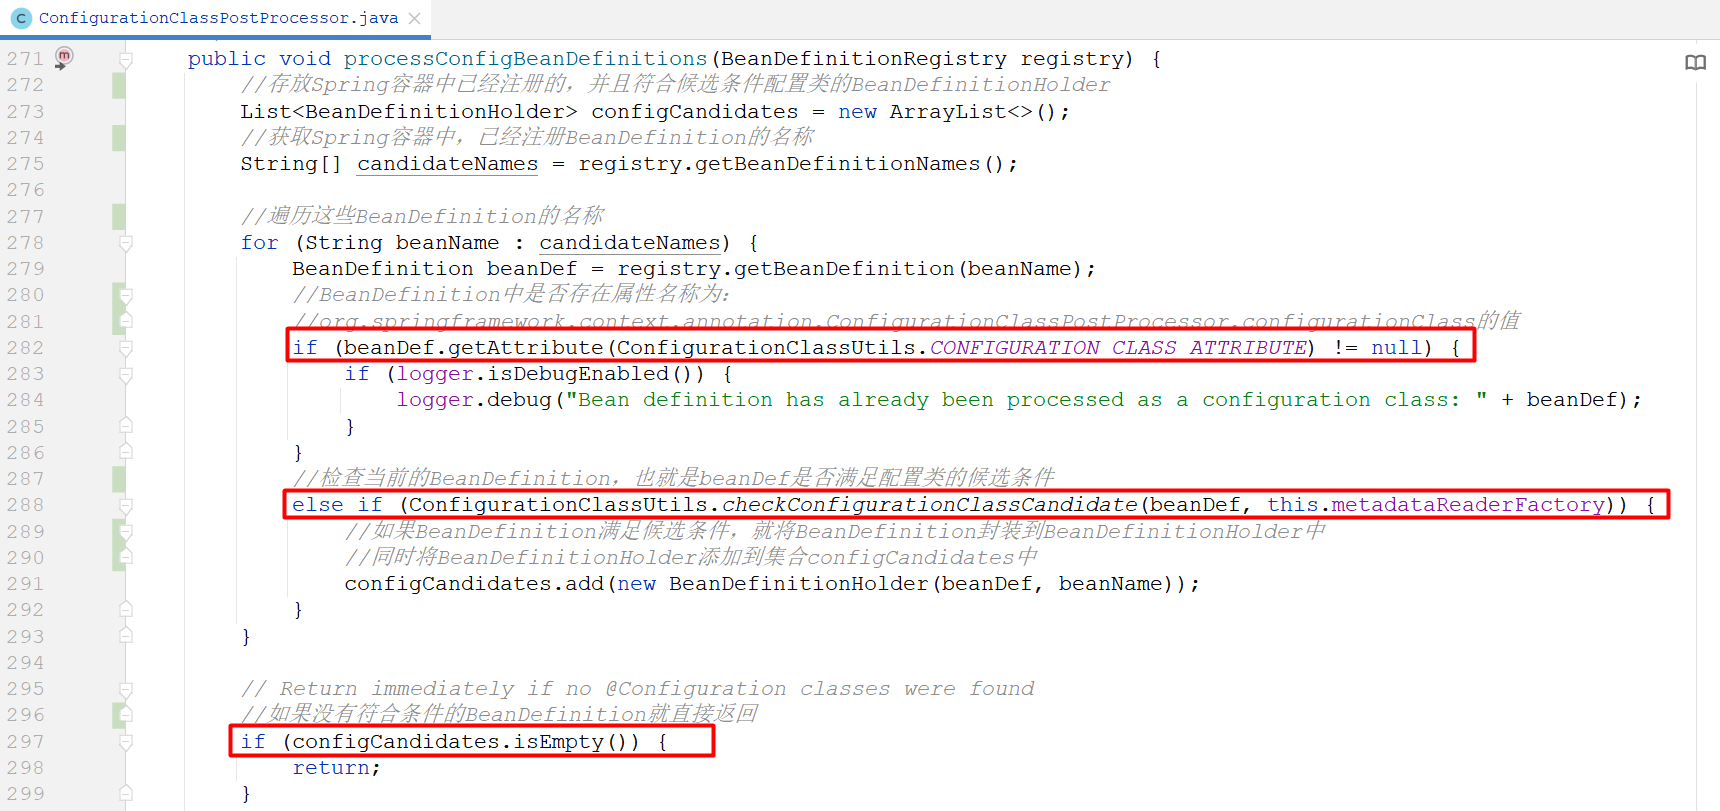 C ConfigurationClassPostProcessor.java
271 m public void processConfigBeanDefinitions(BeanDefinitionRegistry registry) {
272 //存放Spring容器中已经注册的，并且符合候选条件配置类的BeanDefinitionHolder
273 List<BeanDefinitionHolder> configCandidates = new ArrayList<>();
274 //获取Spring容器中，已经注册BeanDefinition的名称
275 String[] candidateNames = registry.getBeanDefinitionNames();
276
277 //遍历这些BeanDefinition的名称
278 for (String beanName : candidateNames) {
279 BeanDefinition beanDef = registry.getBeanDefinition(beanName);
280 //BeanDefinition中是否存在属性名称为：
281 //org.springframework.context.annotation.ConfigurationClassPostProcessor.configurationClass的值
282 if (beanDef.getAttribute(ConfigurationClassUtils.CONFIGURATION_CLASS_ATTRIBUTE) != null) {
283 if (logger.isDebugEnabled()) {
284 logger.debug("Bean definition has already been processed as a configuration class: " + beanDef);
285 }
286 }
287 //检查当前的BeanDefinition，也就是beanDef是否满足配置类的候选条件
288 else if (ConfigurationClassUtils.checkConfigurationClassCandidate(beanDef, this.metadataReaderFactory)) {
289 //如果BeanDefinition满足候选条件，就将BeanDefinition封装到BeanDefinitionHolder中
290 //同时将BeanDefinitionHolder添加到集合configCandidates中
291 configCandidates.add(new BeanDefinitionHolder(beanDef, beanName));
292 }
293 }
294
295 // Return immediately if no @Configuration classes were found
296 //如果没有符合条件的BeanDefinition就直接返回
297 if (configCandidates.isEmpty()) {
298 return;
299 }